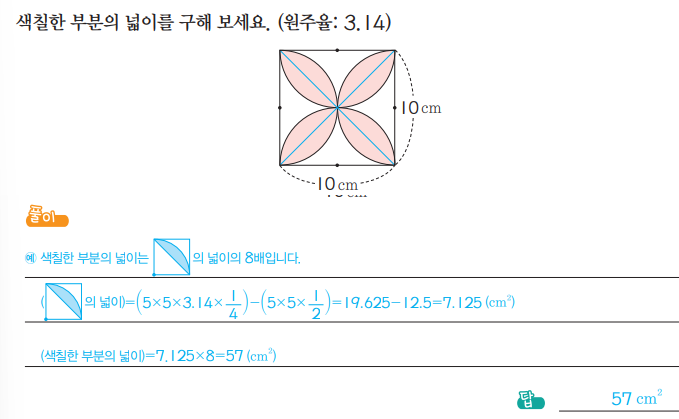 색칠한 부분의 넓이를 구해 보세요. (원주율: 3.14)
10 cm
10 cm
풀이
예 색칠한 부분의 넓이는 의 넓이의 8배입니다.
( 의 넓이)=(5×5×3.14×1/4)-(5×5×1/2)=19.625-12.5=7.125 (cm²)
(색칠한 부분의 넓이)=7.125×8=57 (cm²)
답 57 cm²